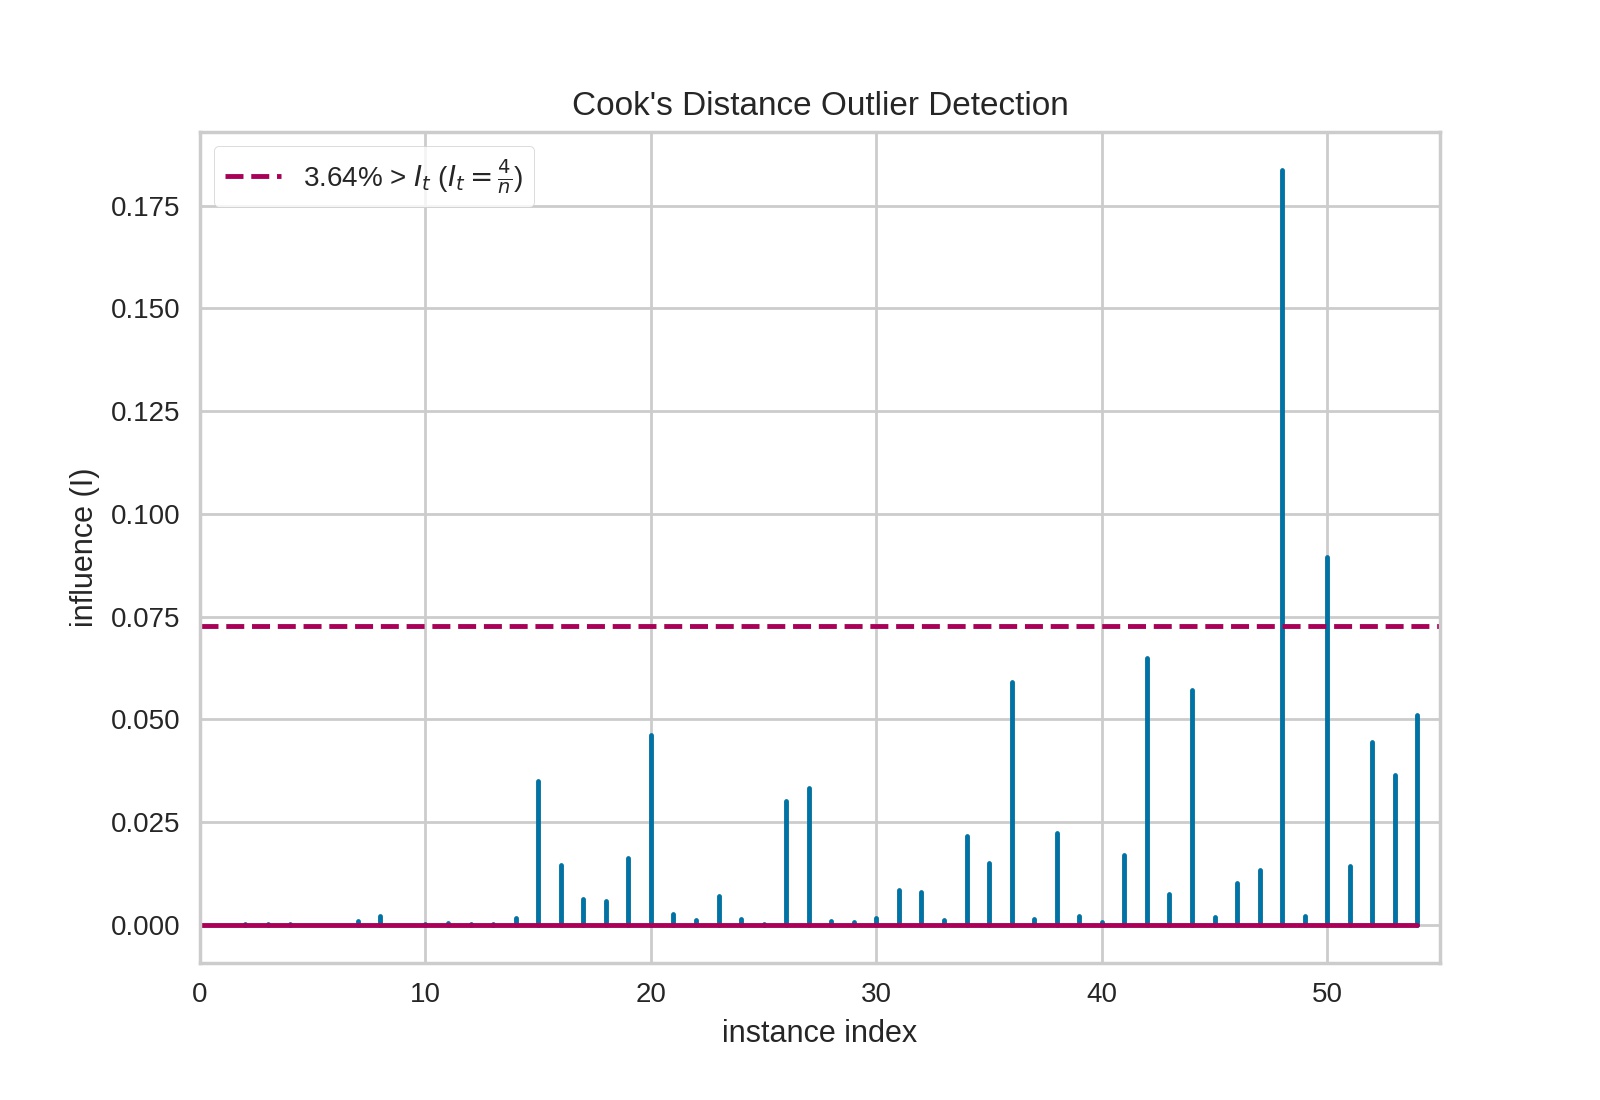 Cook's Distance Outlier Detection
3.64% > I_t (I_t = 4/n)
0.175
0.150
0.125
0.100
0.075
0.050
0.025
0.000
influence (I)
0 10 20 30 40 50
instance index